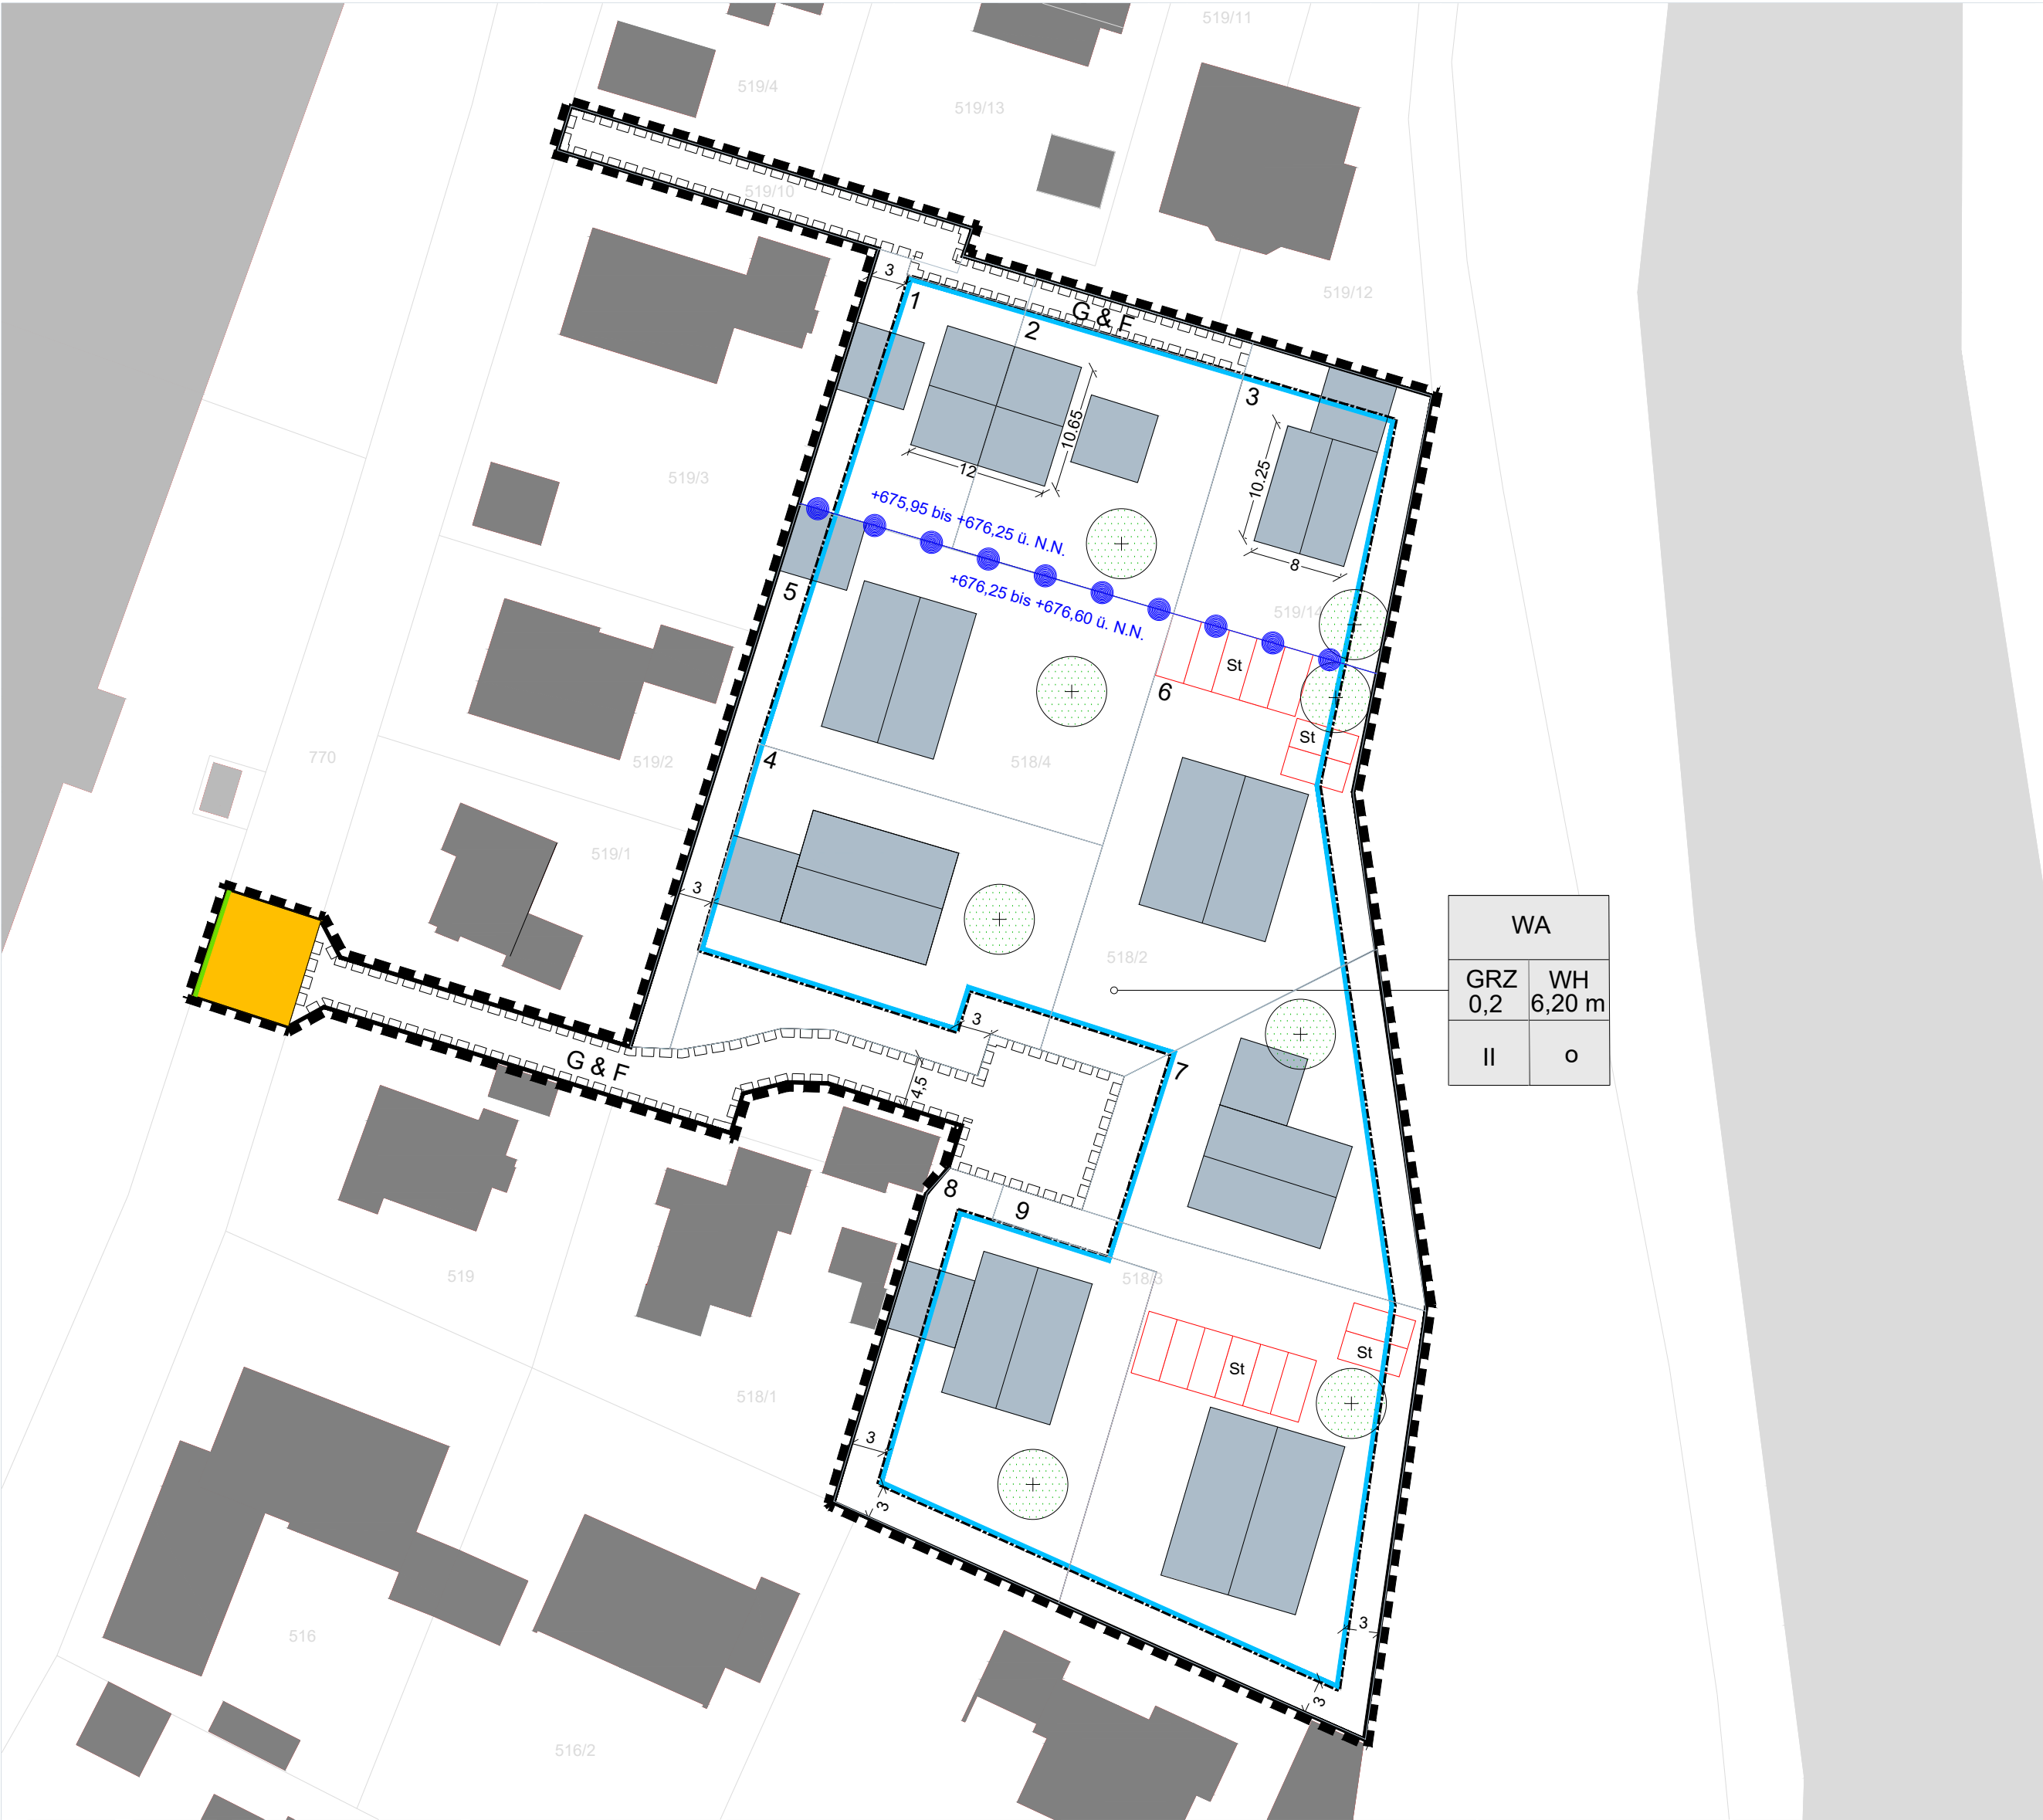 519/11
519/4
519/13
519/10
3
1
G & F
2
519/12
3
10.65
12
10.25
8
519/3
+675,95 bis +676,25 ü. N.N.
+676,25 bis +676,60 ü. N.N.
5
519/14
St
6
St
770
519/2
4
518/4
519/1
3
518/2
WA
GRZ
0,2
WH
6,20 m
II
o
3
G & F
4,5
7
8
9
519
518/3
St
St
518/1
3
3
516
3
3
516/2